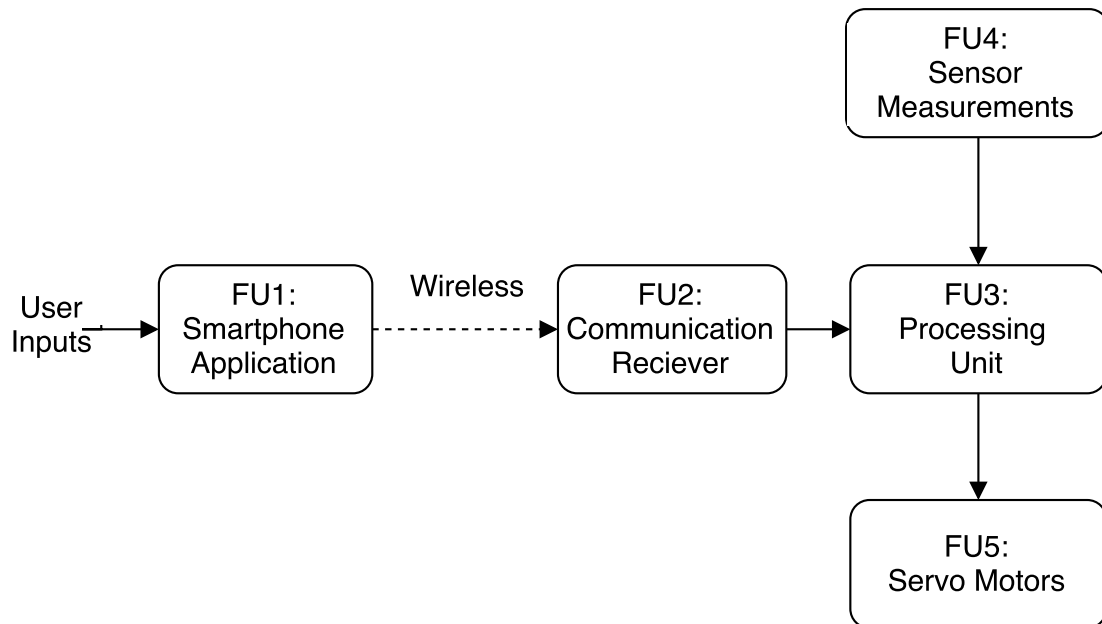 FU4:
Sensor
Measurements
User
Inputs
FU1:
Smartphone
Application
Wireless
FU2:
Communication
Reciever
FU3:
Processing
Unit
FU5:
Servo Motors